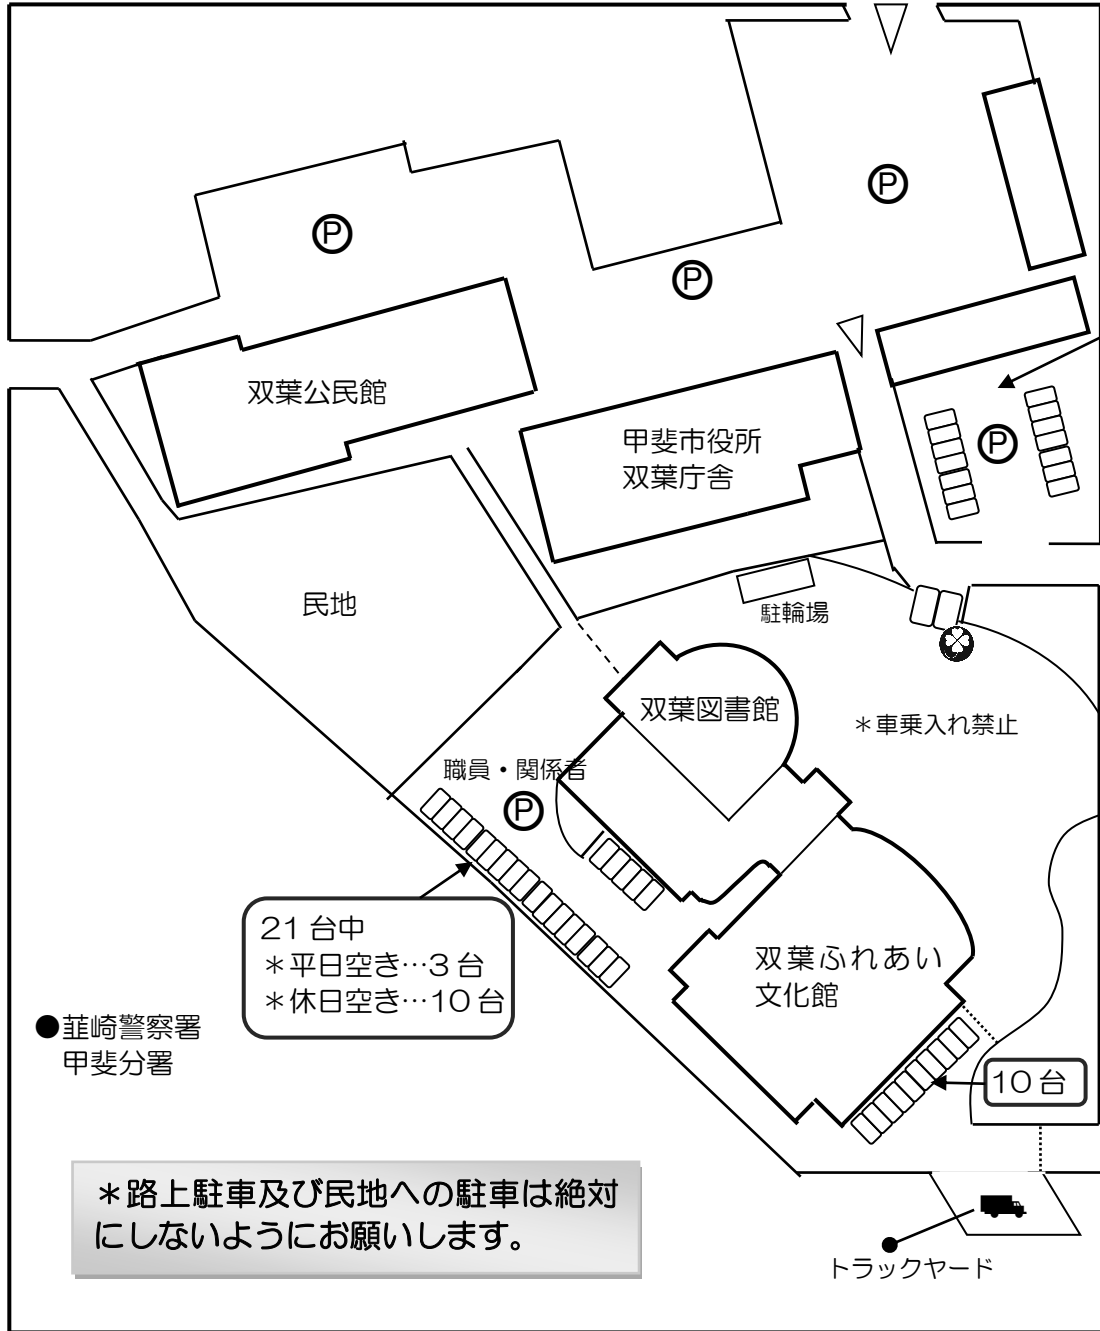 P
P
P
双葉公民館
甲斐市役所
双葉庁舎
P
民地
駐輪場
双葉図書館
＊車乗入れ禁止
職員・関係者
P
21 台中
＊平日空き…3 台
＊休日空き…10 台
双葉ふれあい
文化館
●韮崎警察署
甲斐分署
10 台
＊路上駐車及び民地への駐車は絶対
にしないようにお願いします。
トラックヤード